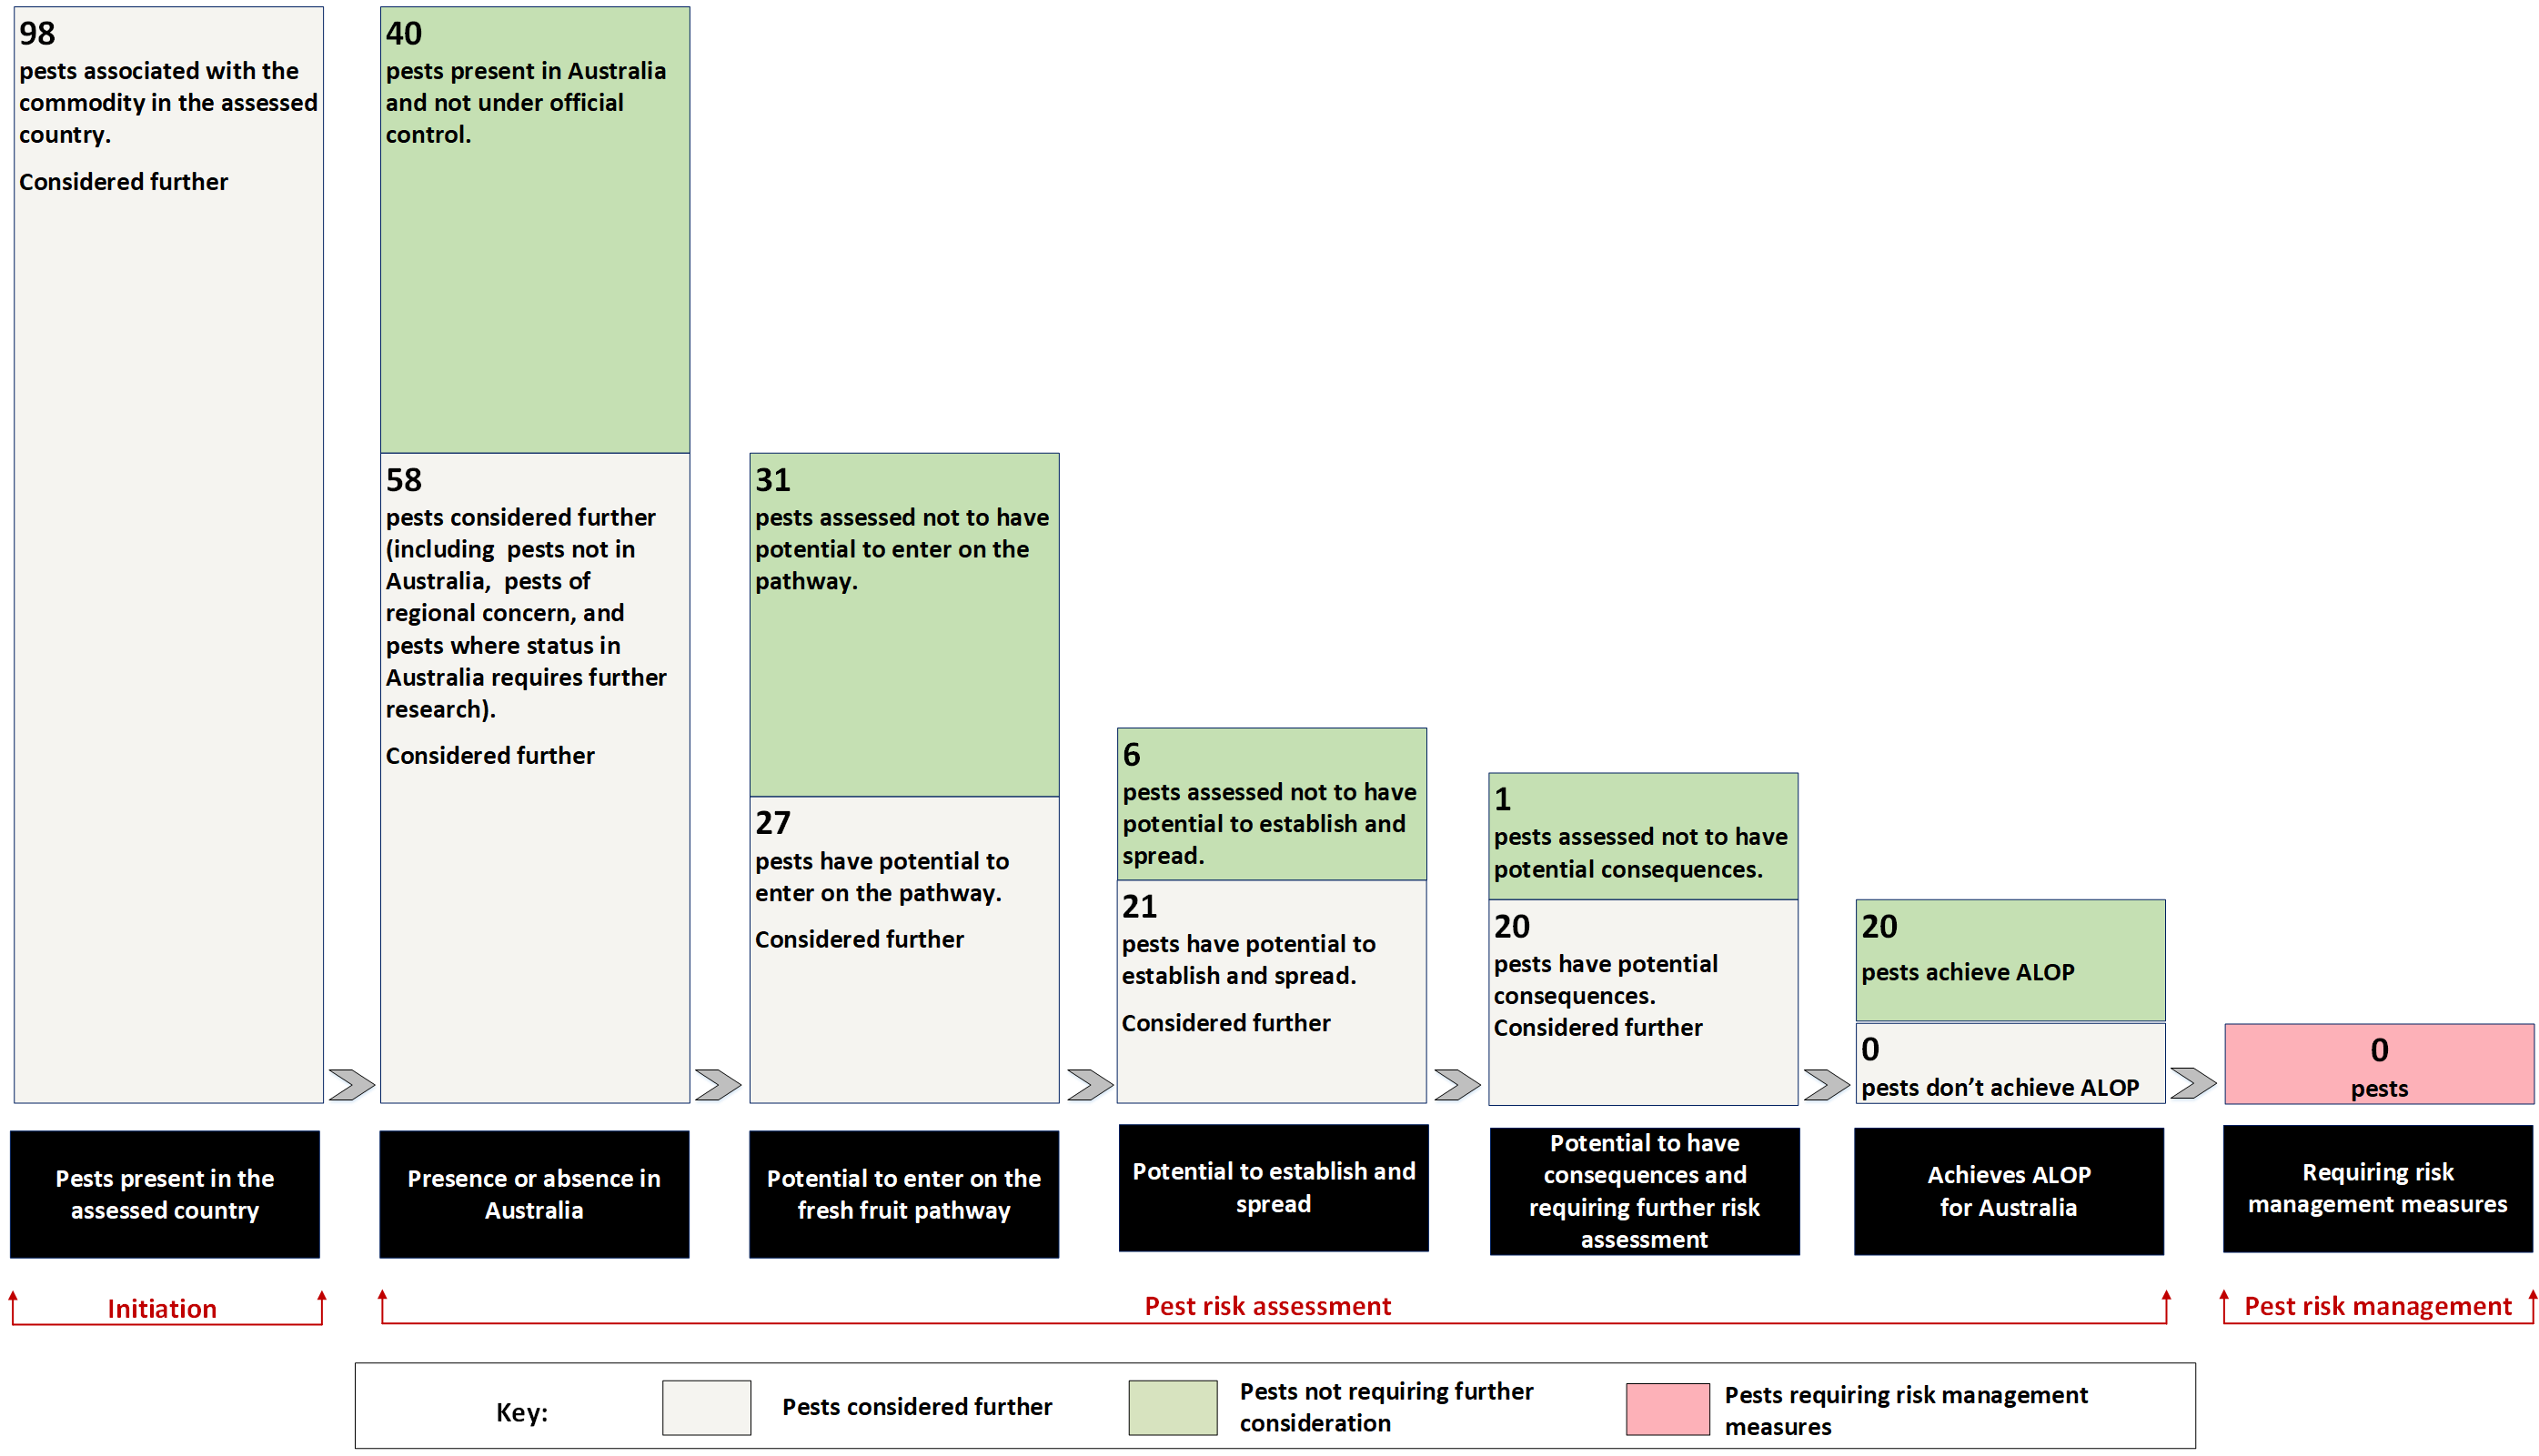 98
pests associated with the
commodity in the assessed
country.
Considered further
40
pests present in Australia
and not under official
control.
58
pests considered further
(including pests not in
Australia, pests of
regional concern, and
pests where status in
Australia requires further
research).
Considered further
31
pests assessed not to have
potential to enter on the
pathway.
27
pests have potential to
enter on the pathway.
Considered further
6
pests assessed not to have
potential to establish and
spread.
21
pests have potential to
establish and spread.
Considered further
1
pests assessed not to have
potential consequences.
20
pests have potential
consequences.
Considered further
20
pests achieve ALOP
0
pests don’t achieve ALOP
0
pests
Pests present in the
assessed country
Presence or absence in
Australia
Potential to enter on the
fresh fruit pathway
Potential to establish and
spread
Potential to have
consequences and
requiring further risk
assessment
Achieves ALOP
for Australia
Requiring risk
management measures
Initiation
Pest risk assessment
Pest risk management
Key:
Pests considered further
Pests not requiring further
consideration
Pests requiring risk management
measures